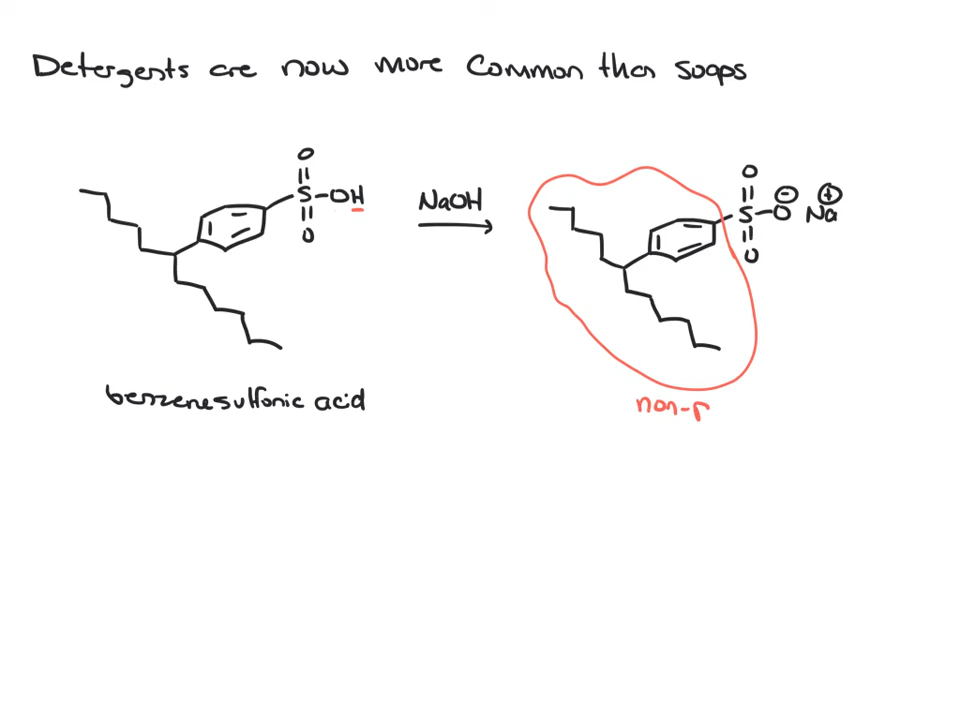 Detergents are now more common than soaps
O
S-OH
O
NaOH
O
S-O⊖ Na⊕
O
benzenesulfonic acid
non-p